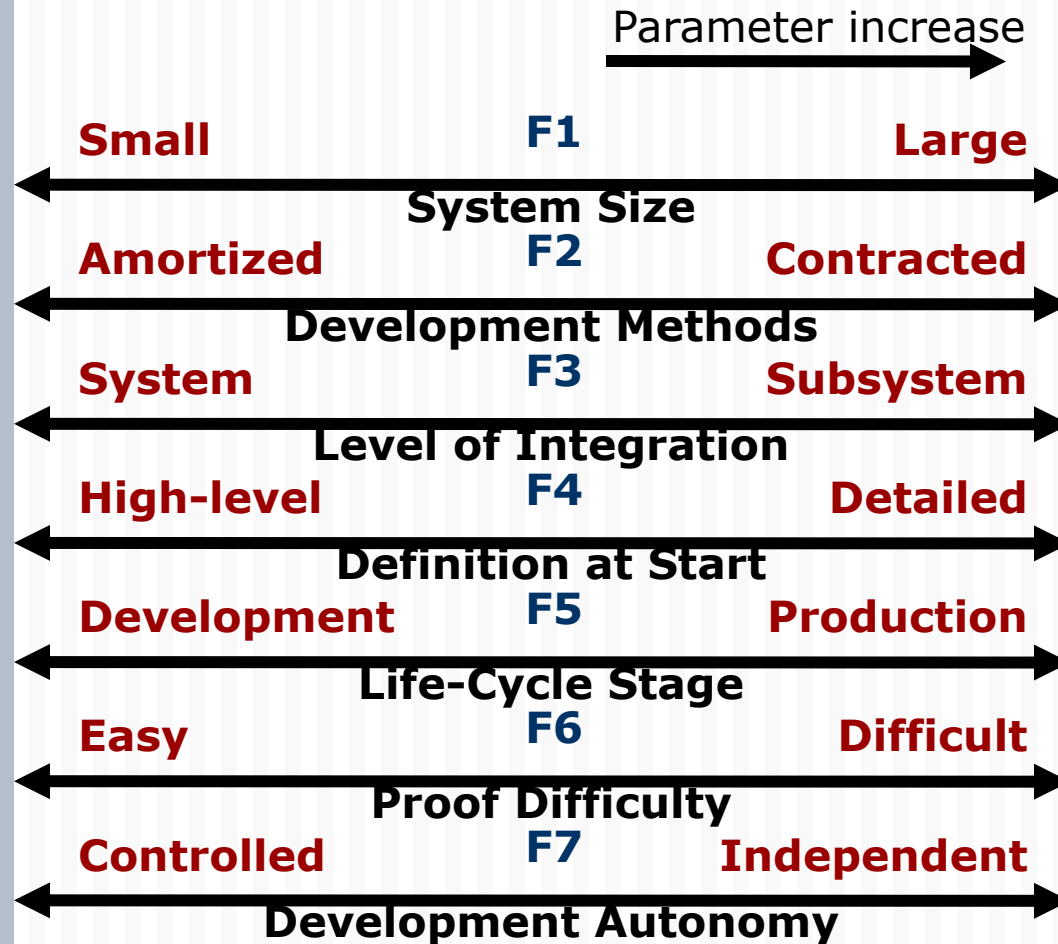 Parameter increase
Small F1 Large
System Size
Amortized F2 Contracted
Development Methods
System F3 Subsystem
Level of Integration
High-level F4 Detailed
Definition at Start
Development F5 Production
Life-Cycle Stage
Easy F6 Difficult
Proof Difficulty
Controlled F7 Independent
Development Autonomy